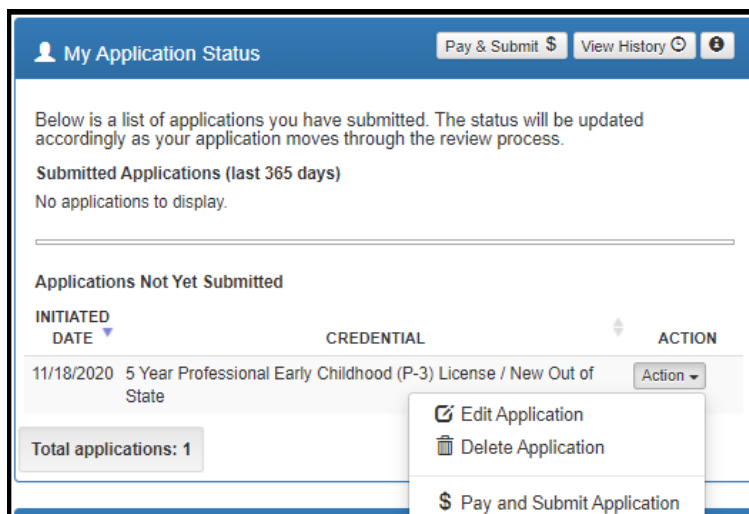 My Application Status
Pay & Submit $ View History
Below is a list of applications you have submitted. The status will be updated
accordingly as your application moves through the review process.
Submitted Applications (last 365 days)
No applications to display.
Applications Not Yet Submitted
INITIATED
DATE CREDENTIAL ACTION
11/18/2020 5 Year Professional Early Childhood (P-3) License / New Out of Action
State
Edit Application
Delete Application
Total applications: 1
$ Pay and Submit Application